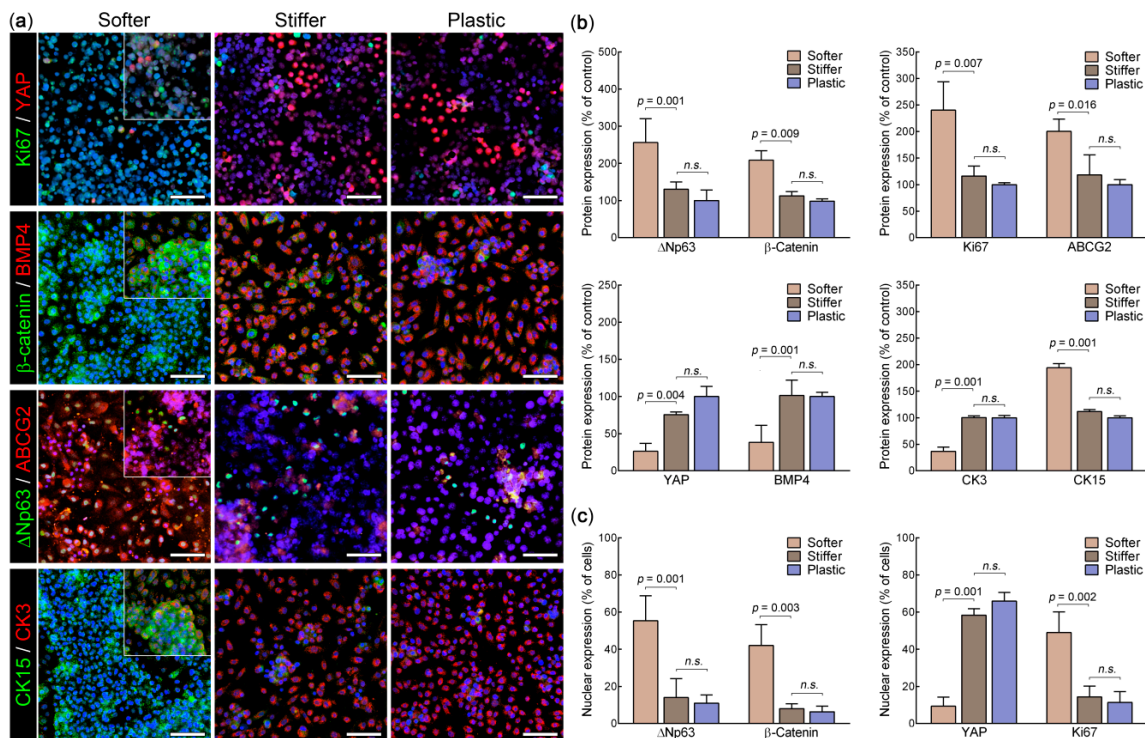 (a)
Softer
Stiffer
Plastic
Ki67 / YAP
β-catenin / BMP4
ΔNp63 / ABCG2
CK15 / CK3
(b)
Protein expression (% of control)
500
400
300
200
100
0
Softer
Stiffer
Plastic
p = 0.001
n.s.
p = 0.009
n.s.
ΔNp63
β-Catenin
Protein expression (% of control)
350
300
250
200
150
100
50
0
Softer
Stiffer
Plastic
p = 0.007
n.s.
p = 0.016
n.s.
Ki67
ABCG2
Protein expression (% of control)
250
200
150
100
50
0
Softer
Stiffer
Plastic
p = 0.004
n.s.
p = 0.001
n.s.
YAP
BMP4
Protein expression (% of control)
350
300
250
200
150
100
50
0
Softer
Stiffer
Plastic
p = 0.001
n.s.
p = 0.001
n.s.
CK3
CK15
(c)
Nuclear expression (% of cells)
100
80
60
40
20
0
Softer
Stiffer
Plastic
p = 0.001
n.s.
p = 0.003
n.s.
ΔNp63
β-Catenin
Nuclear expression (% of cells)
100
80
60
40
20
0
Softer
Stiffer
Plastic
p = 0.001
n.s.
p = 0.002
n.s.
YAP
Ki67